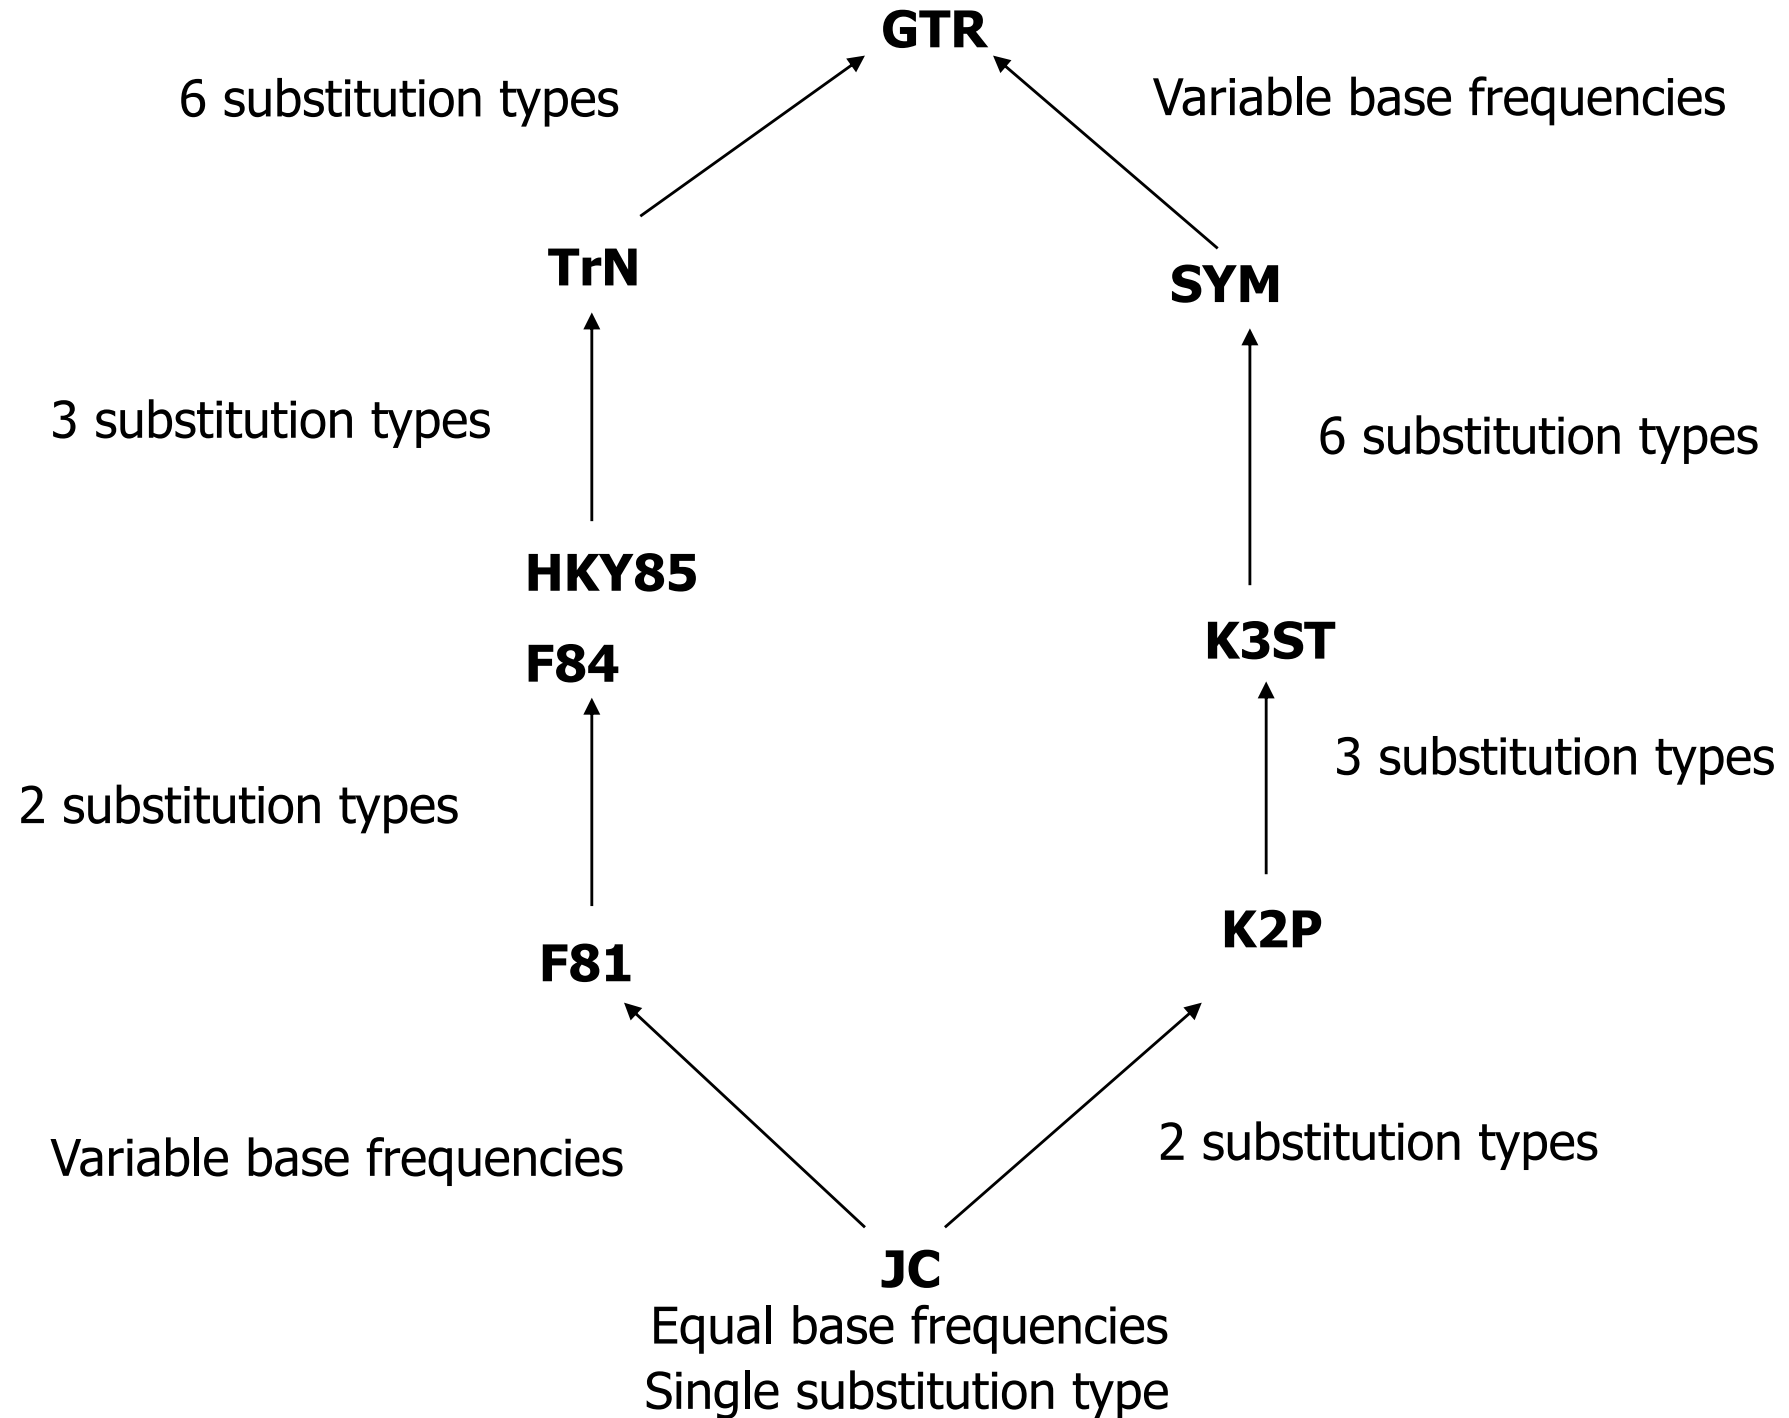 GTR
6 substitution types
Variable base frequencies
TrN
SYM
3 substitution types
6 substitution types
HKY85
F84
K3ST
3 substitution types
2 substitution types
K2P
F81
2 substitution types
Variable base frequencies
JC
Equal base frequencies
Single substitution type